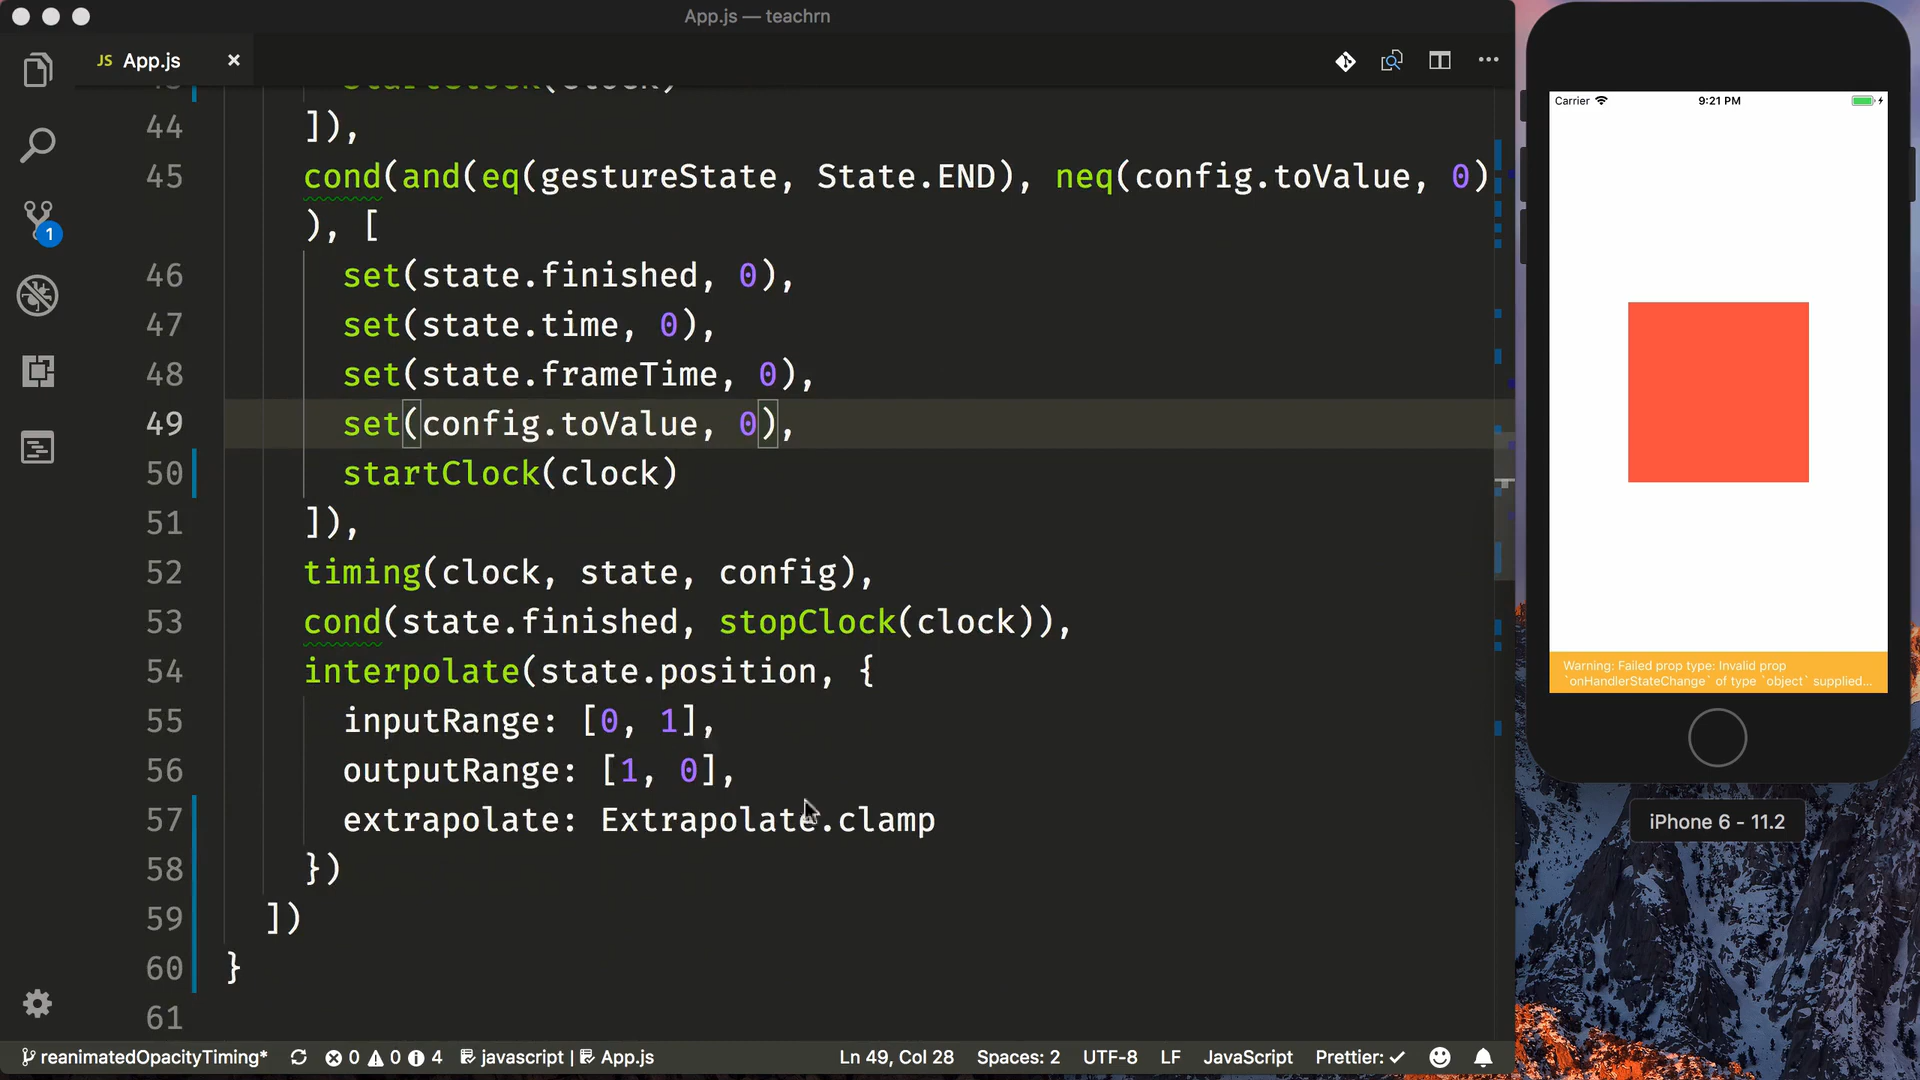 App.js — teachrn
JS App.js ×
43 startClock(clock)
44 ]),
45 cond(and(eq(gestureState, State.END), neq(config.toValue, 0)
), [
46 set(state.finished, 0),
47 set(state.time, 0),
48 set(state.frameTime, 0),
49 set(config.toValue, 0),
50 startClock(clock)
51 ]),
52 timing(clock, state, config),
53 cond(state.finished, stopClock(clock)),
54 interpolate(state.position, {
55 inputRange: [0, 1],
56 outputRange: [1, 0],
57 extrapolate: Extrapolate.clamp
58 })
59 ])
60 }
61
1
reanimatedOpacityTiming* 0 0 4 javascript | App.js Ln 49, Col 28 Spaces: 2 UTF-8 LF JavaScript Prettier: ✓
Carrier 9:21 PM
Warning: Failed prop type: Invalid prop
`onHandlerStateChange` of type `object` supplied...
iPhone 6 - 11.2